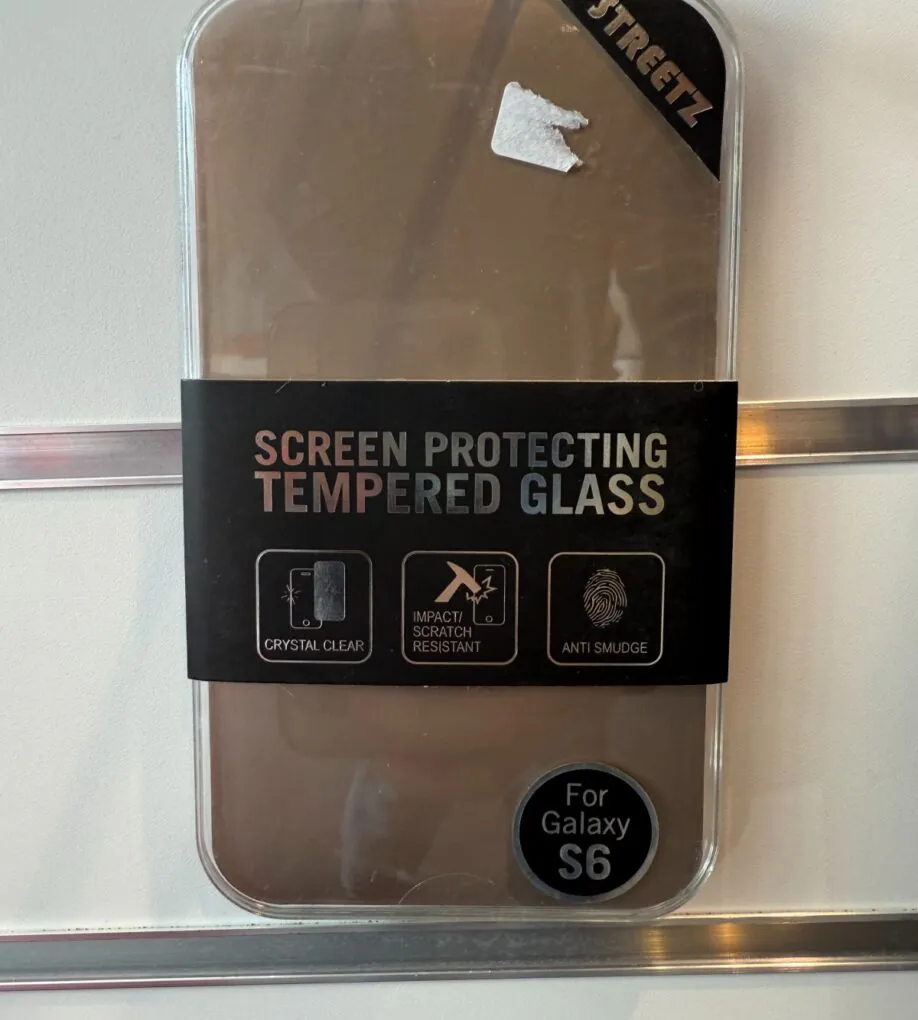 STREETZ
SCREEN PROTECTING
TEMPERED GLASS
CRYSTAL CLEAR
IMPACT/
SCRATCH
RESISTANT
ANTI SMUDGE
For
Galaxy
S6